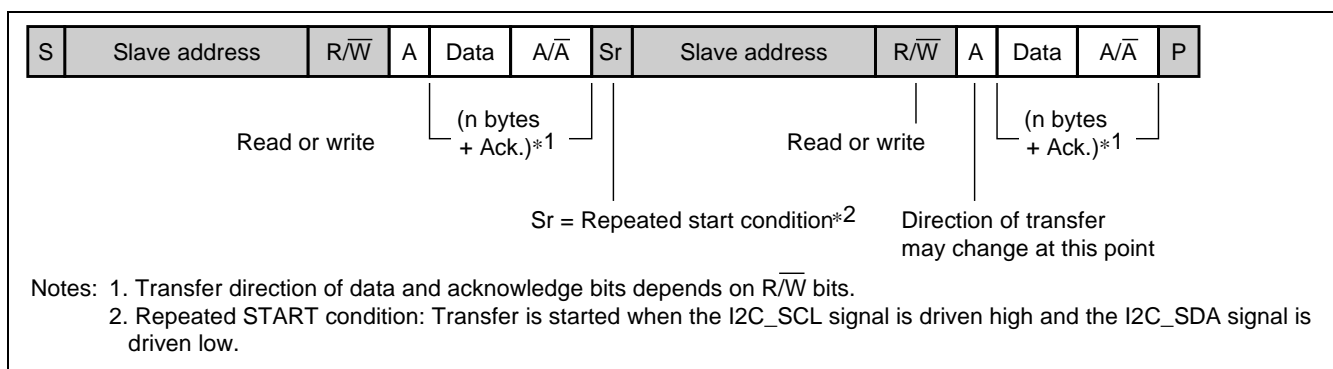 S Slave address R/W̅ A Data A/A̅ Sr Slave address R/W̅ A Data A/A̅ P
Read or write
(n bytes
+ Ack.)*1
Read or write
(n bytes
+ Ack.)*1
Sr = Repeated start condition*2
Direction of transfer
may change at this point
Notes: 1. Transfer direction of data and acknowledge bits depends on R/W̅ bits.
2. Repeated START condition: Transfer is started when the I2C_SCL signal is driven high and the I2C_SDA signal is
driven low.